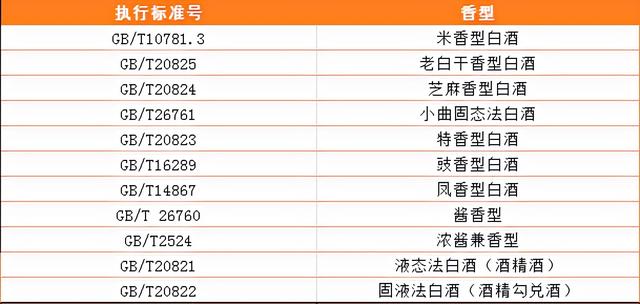 执行标准号 香型
GB/T10781.3 米香型白酒
GB/T20825 老白干香型白酒
GB/T20824 芝麻香型白酒
GB/T26761 小曲固态法白酒
GB/T20823 特香型白酒
GB/T16289 豉香型白酒
GB/T14867 凤香型白酒
GB/T 26760 酱香型
GB/T2524 浓酱兼香型
GB/T20821 液态法白酒（酒精酒）
GB/T20822 固液法白酒（酒精勾兑酒）